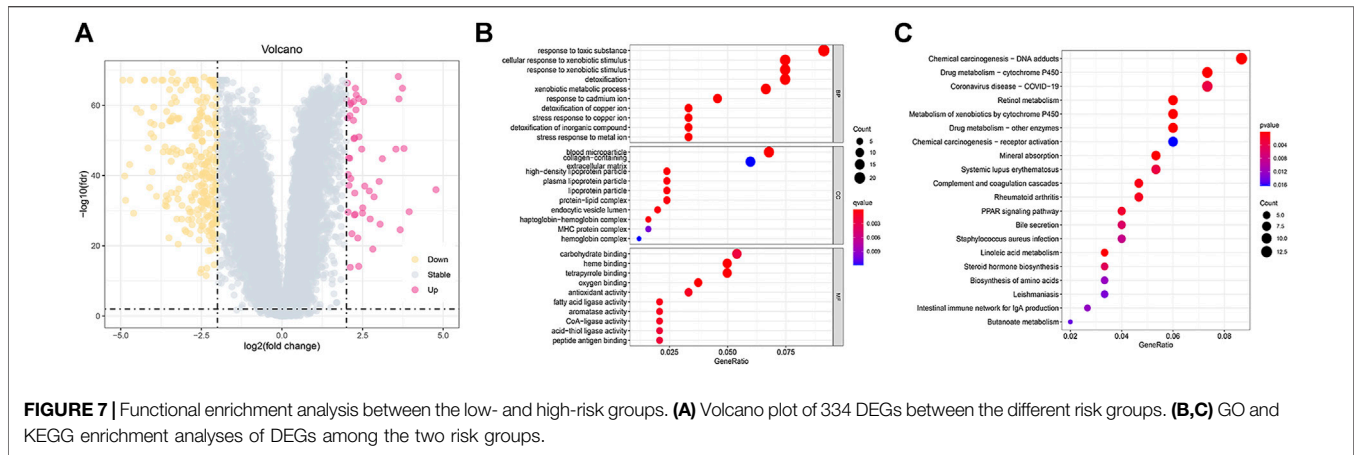 A
Volcano
-log10(fdr)
60
40
20
0
Down
Stable
Up
-5.0
-2.5
0.0
2.5
5.0
log2(fold change)
B
response to toxic substance
cellular response to xenobiotic stimulus
response to xenobiotic stimulus
detoxification
xenobiotic metabolic process
response to cadmium ion
detoxification of copper ion
stress response to copper ion
detoxification of inorganic compound
stress response to metal ion
BP
blood microparticle
collagen-containing
extracellular matrix
high-density lipoprotein particle
plasma lipoprotein particle
lipoprotein particle
protein-lipid complex
endocytic vesicle lumen
haptoglobin-hemoglobin complex
MHC protein complex
hemoglobin complex
CC
carbohydrate binding
heme binding
tetrapyrrole binding
oxygen binding
antioxidant activity
fatty acid ligase activity
aromatase activity
CoA-ligase activity
acid-thiol ligase activity
peptide antigen binding
MF
0.025
0.050
0.075
GeneRatio
Count
5
10
15
20
qvalue
0.003
0.006
0.009
C
Chemical carcinogenesis - DNA adducts
Drug metabolism - cytochrome P450
Coronavirus disease - COVID-19
Retinol metabolism
Metabolism of xenobiotics by cytochrome P450
Drug metabolism - other enzymes
Chemical carcinogenesis - receptor activation
Mineral absorption
Systemic lupus erythematosus
Complement and coagulation cascades
Rheumatoid arthritis
PPAR signaling pathway
Bile secretion
Staphylococcus aureus infection
Linoleic acid metabolism
Steroid hormone biosynthesis
Biosynthesis of amino acids
Leishmaniasis
Intestinal immune network for IgA production
Butanoate metabolism
0.02
0.04
0.06
0.08
GeneRatio
pvalue
0.004
0.008
0.012
0.016
Count
5.0
7.5
10.0
12.5
FIGURE 7 | Functional enrichment analysis between the low- and high-risk groups. (A) Volcano plot of 334 DEGs between the different risk groups. (B,C) GO and
KEGG enrichment analyses of DEGs among the two risk groups.